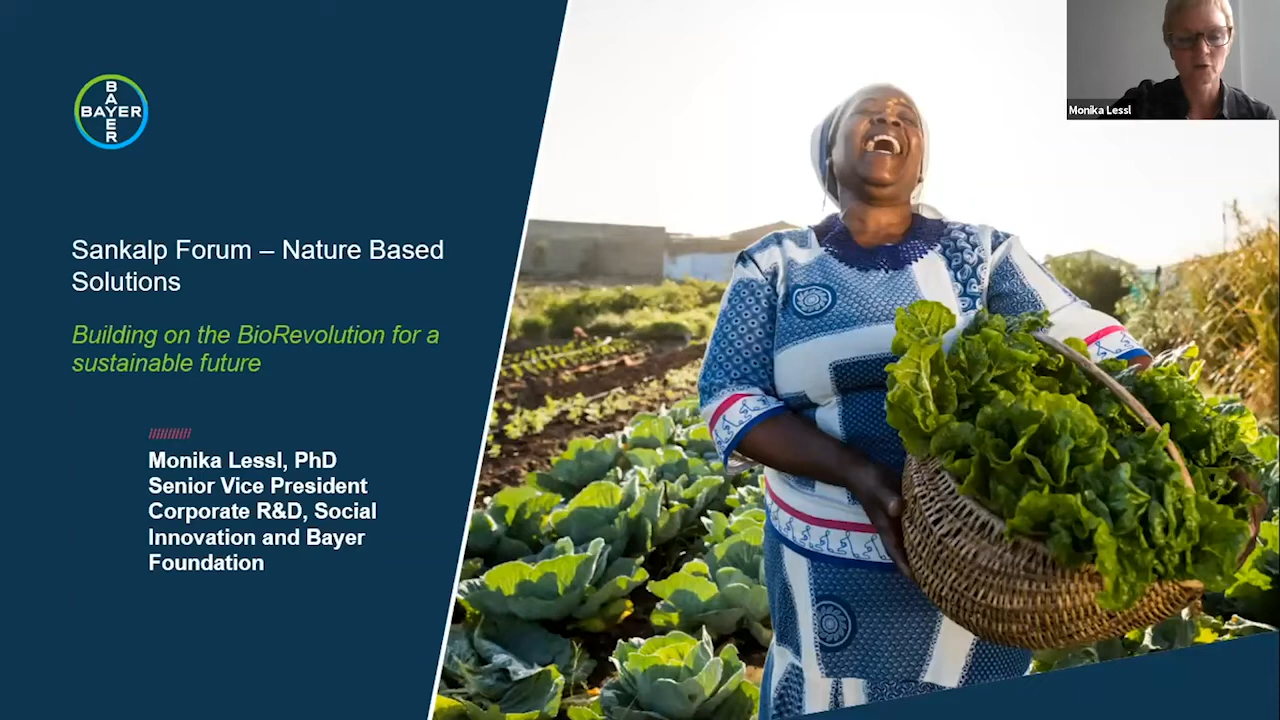 BAYER
BAYER
Sankalp Forum – Nature Based
Solutions
Building on the BioRevolution for a
sustainable future
Monika Lessl, PhD
Senior Vice President
Corporate R&D, Social
Innovation and Bayer
Foundation
Monika Lessl